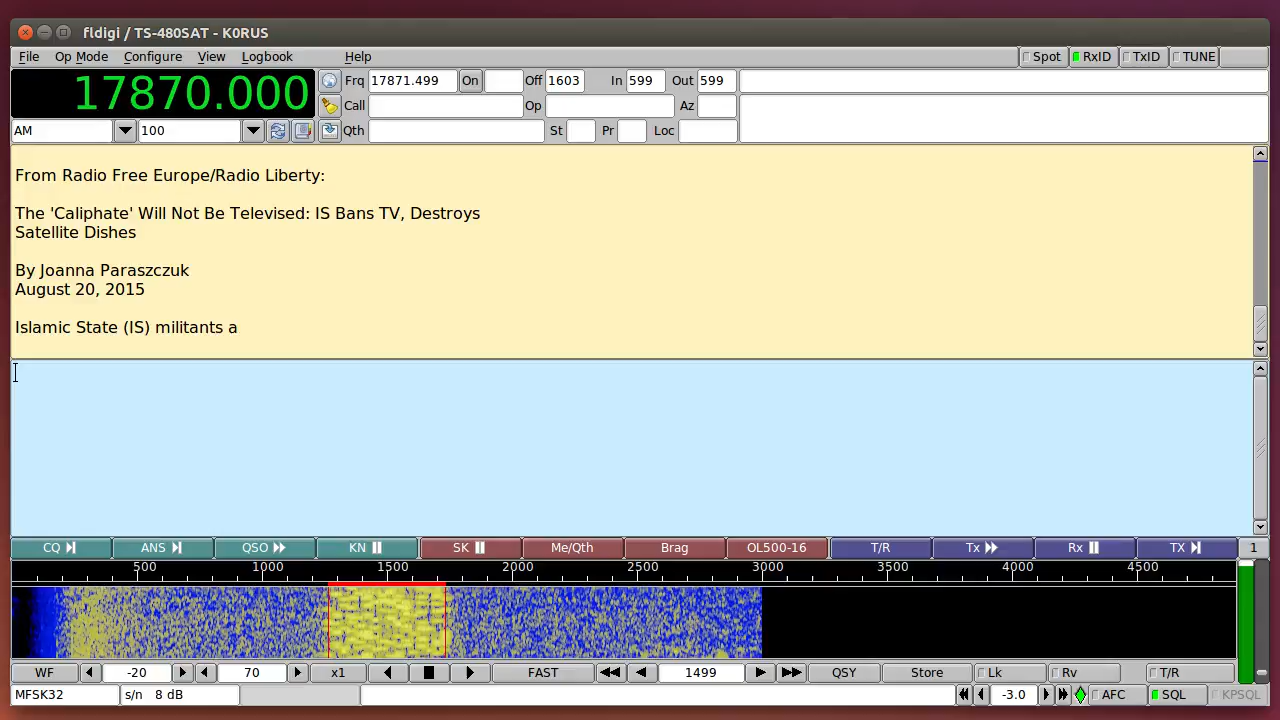 fldigi / TS-480SAT - K0RUS
File Op Mode Configure View Logbook Help Spot RxID TxID TUNE
17870.000 Frq 17871.499 On Off 1603 In 599 Out 599
Call Op Az
AM 100 Qth St Pr Loc
From Radio Free Europe/Radio Liberty:
The 'Caliphate' Will Not Be Televised: IS Bans TV, Destroys
Satellite Dishes
By Joanna Paraszczuk
August 20, 2015
Islamic State (IS) militants a
CQ ANS QSO KN SK Me/Qth Brag OL500-16 T/R Tx Rx TX 1
500 1000 1500 2000 2500 3000 3500 4000 4500
WF -20 70 x1 FAST 1499 QSY Store Lk Rv T/R
MFSK32 s/n 8 dB -3.0 AFC SQL KPSQL